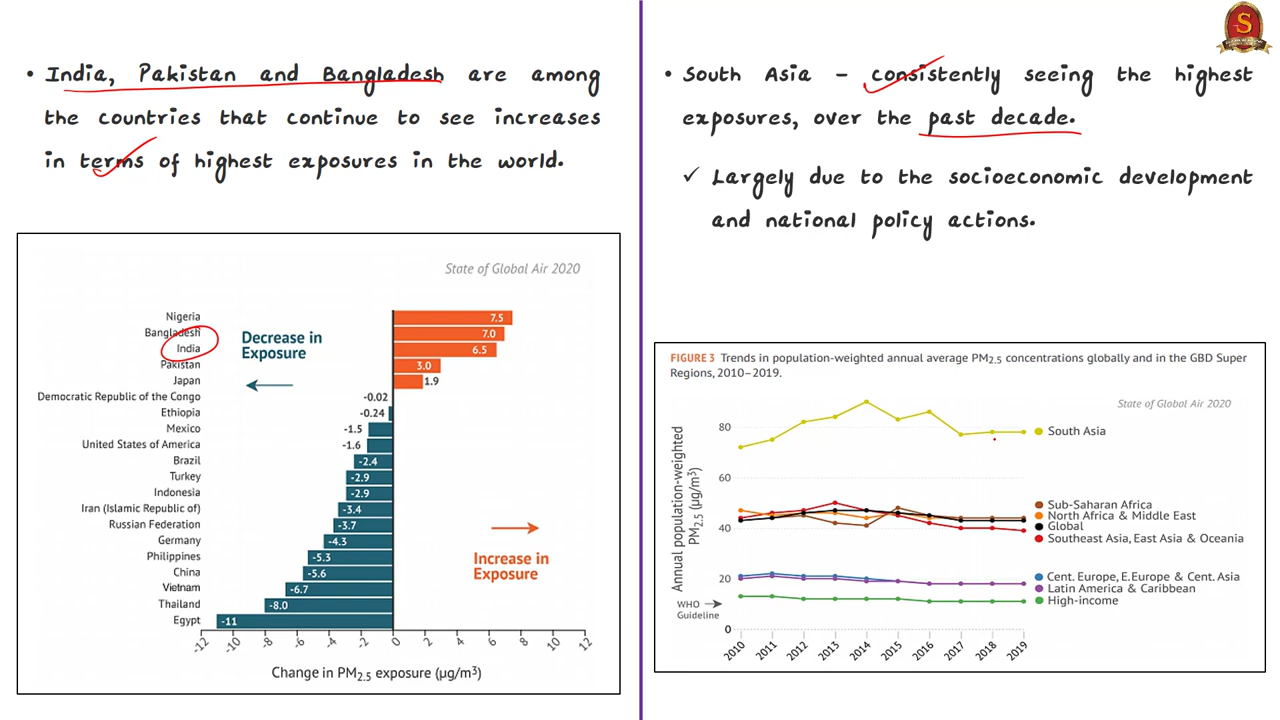 • India, Pakistan and Bangladesh are among
the countries that continue to see increases
in terms of highest exposures in the world.
State of Global Air 2020
Nigeria 7.5
Bangladesh 7.0
India 6.5
Pakistan 3.0
Japan 1.9
Democratic Republic of the Congo -0.02
Ethiopia -0.24
Mexico -1.5
United States of America -1.6
Brazil -2.4
Turkey -2.9
Indonesia -2.9
Iran (Islamic Republic of) -3.4
Russian Federation -3.7
Germany -4.3
Philippines -5.3
China -5.6
Vietnam -6.7
Thailand -8.0
Egypt -11
Decrease in
Exposure
Increase in
Exposure
-12 -10 -8 -6 -4 -2 0 2 4 6 8 10 12
Change in PM2.5 exposure (µg/m³)
• South Asia – consistently seeing the highest
exposures, over the past decade.
✓ Largely due to the socioeconomic development
and national policy actions.
S
FIGURE 3 Trends in population-weighted annual average PM2.5 concentrations globally and in the GBD Super
Regions, 2010–2019.
State of Global Air 2020
Annual population-weighted
PM2.5 (µg/m³)
80
60
40
20
0
WHO
Guideline
South Asia
Sub-Saharan Africa
North Africa & Middle East
Global
Southeast Asia, East Asia & Oceania
Cent. Europe, E.Europe & Cent. Asia
Latin America & Caribbean
High-income
2010 2011 2012 2013 2014 2015 2016 2017 2018 2019